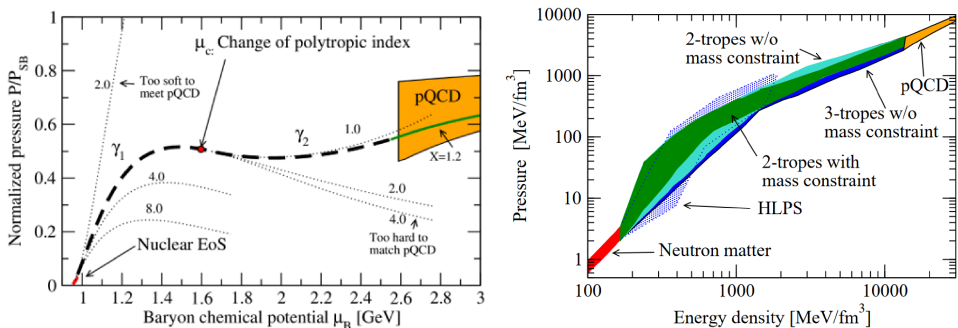 1
0.8
0.6
0.4
0.2
0
Normalized pressure P/P_SB
2.0
μ_c: Change of polytropic index
Too soft to
meet pQCD
pQCD
γ₁
γ₂
1.0
X=1.2
4.0
8.0
2.0
4.0
Too hard to
match pQCD
Nuclear EoS
1
1.2
1.4
1.6
1.8
2
2.2
2.4
2.6
2.8
3
Baryon chemical potential μ_B [GeV]
10000
1000
100
10
1
Pressure [MeV/fm³]
2-tropes w/o
mass constraint
pQCD
3-tropes w/o
mass constraint
2-tropes with
mass constraint
HLPS
Neutron matter
100
1000
10000
Energy density [MeV/fm³]